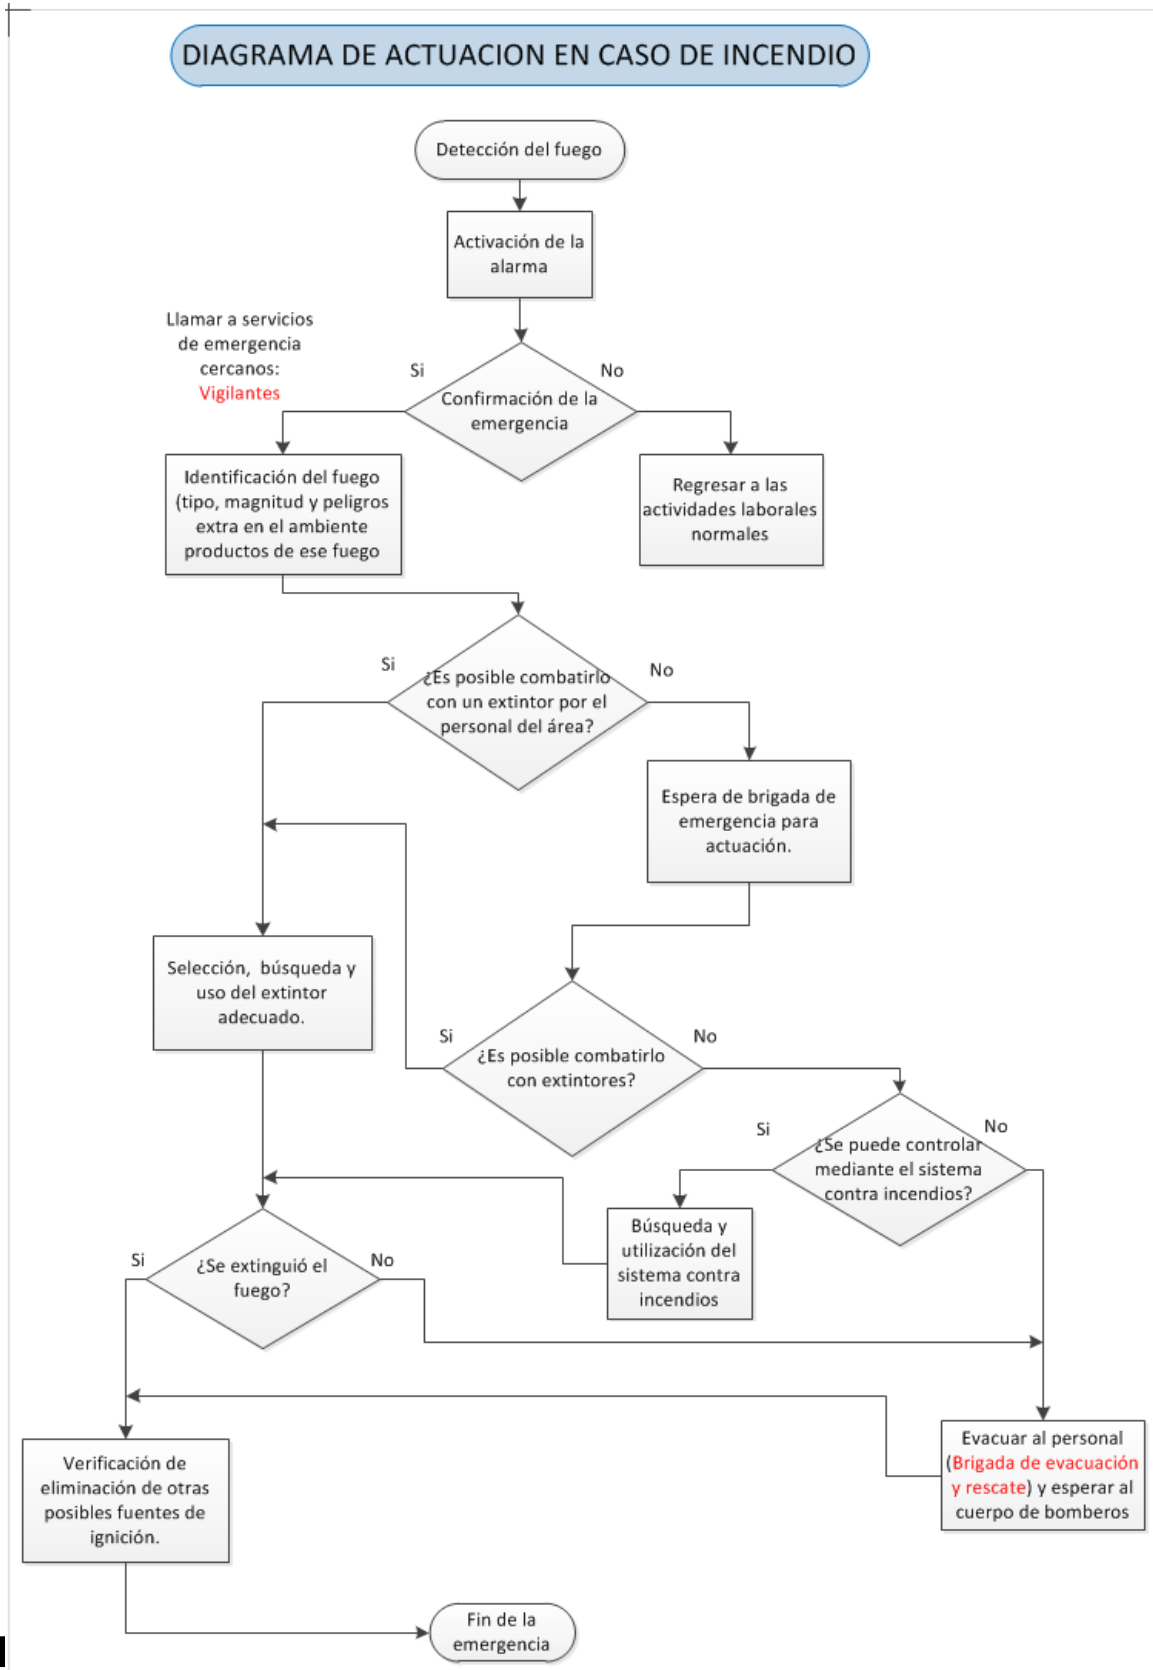 DIAGRAMA DE ACTUACION EN CASO DE INCENDIO
Detección del fuego
Activación de la
alarma
Llamar a servicios
de emergencia
cercanos:
Vigilantes
Si
No
Confirmación de la
emergencia
Identificación del fuego
(tipo, magnitud y peligros
extra en el ambiente
productos de ese fuego
Regresar a las
actividades laborales
normales
Si
No
¿Es posible combatirlo
con un extintor por el
personal del área?
Espera de brigada de
emergencia para
actuación.
Selección, búsqueda y
uso del extintor
adecuado.
Si
No
¿Es posible combatirlo
con extintores?
Si
No
¿Se puede controlar
mediante el sistema
contra incendios?
Búsqueda y
utilización del
sistema contra
incendios
Si
No
¿Se extinguió el
fuego?
Evacuar al personal
(Brigada de evacuación
y rescate) y esperar al
cuerpo de bomberos
Verificación de
eliminación de otras
posibles fuentes de
ignición.
Fin de la
emergencia